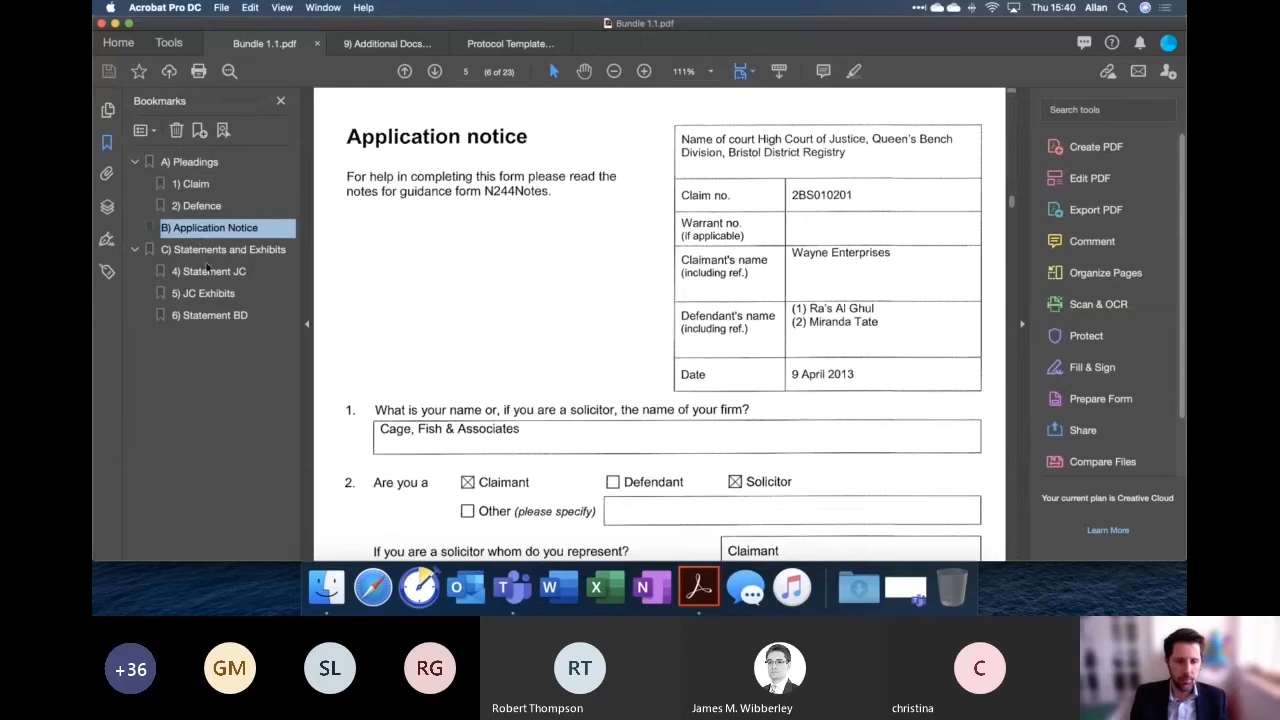 Acrobat Pro DC File Edit View Window Help
Thu 15:40 Allan
Bundle 1.1.pdf
Home Tools Bundle 1.1.pdf × 9) Additional Docs... Protocol Template...
5 (6 of 23) 111%
Bookmarks
A) Pleadings
1) Claim
2) Defence
B) Application Notice
C) Statements and Exhibits
4) Statement JC
5) JC Exhibits
6) Statement BD
Application notice
For help in completing this form please read the
notes for guidance form N244Notes.
Name of court High Court of Justice, Queen's Bench
Division, Bristol District Registry
Claim no. 2BS010201
Warrant no.
(if applicable)
Claimant's name Wayne Enterprises
(including ref.)
Defendant's name (1) Ra's Al Ghul
(including ref.) (2) Miranda Tate
Date 9 April 2013
1. What is your name or, if you are a solicitor, the name of your firm?
Cage, Fish & Associates
2. Are you a Claimant Defendant Solicitor
Other (please specify)
If you are a solicitor whom do you represent? Claimant
Search tools
Create PDF
Edit PDF
Export PDF
Comment
Organize Pages
Scan & OCR
Protect
Fill & Sign
Prepare Form
Share
Compare Files
Your current plan is Creative Cloud
Learn More
+36 GM SL RG RT C
Robert Thompson James M. Wibberley christina